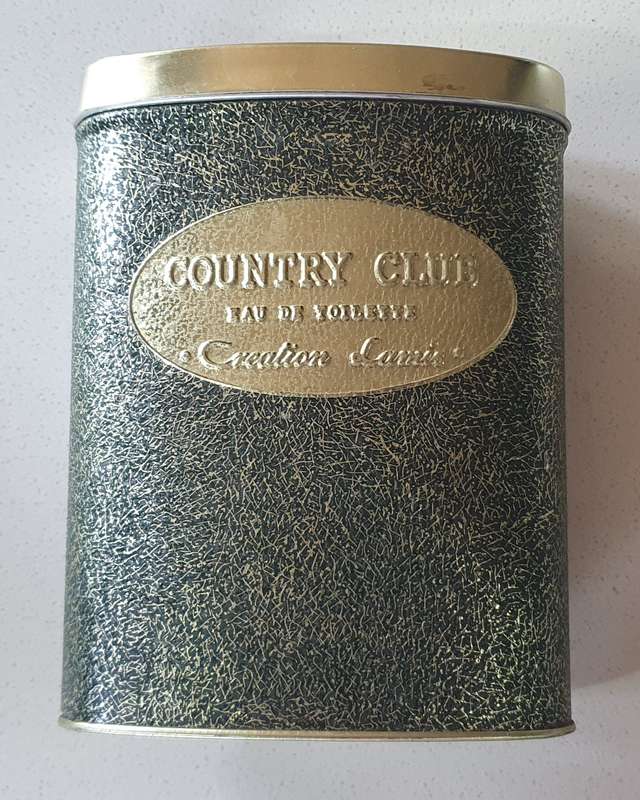 COUNTRY CLUB
EAU DE TOILETTE
Creation Lamis